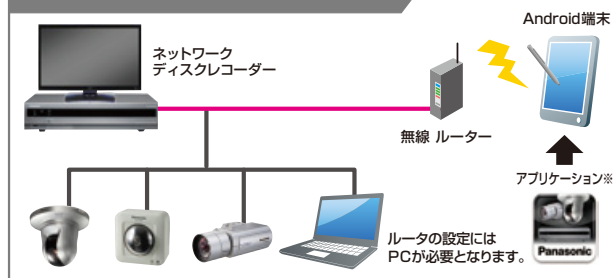 Android端末
ネットワーク
ディスクレコーダー
無線 ルーター
アプリケーション※
ルータの設定には
PCが必要となります。
Panasonic